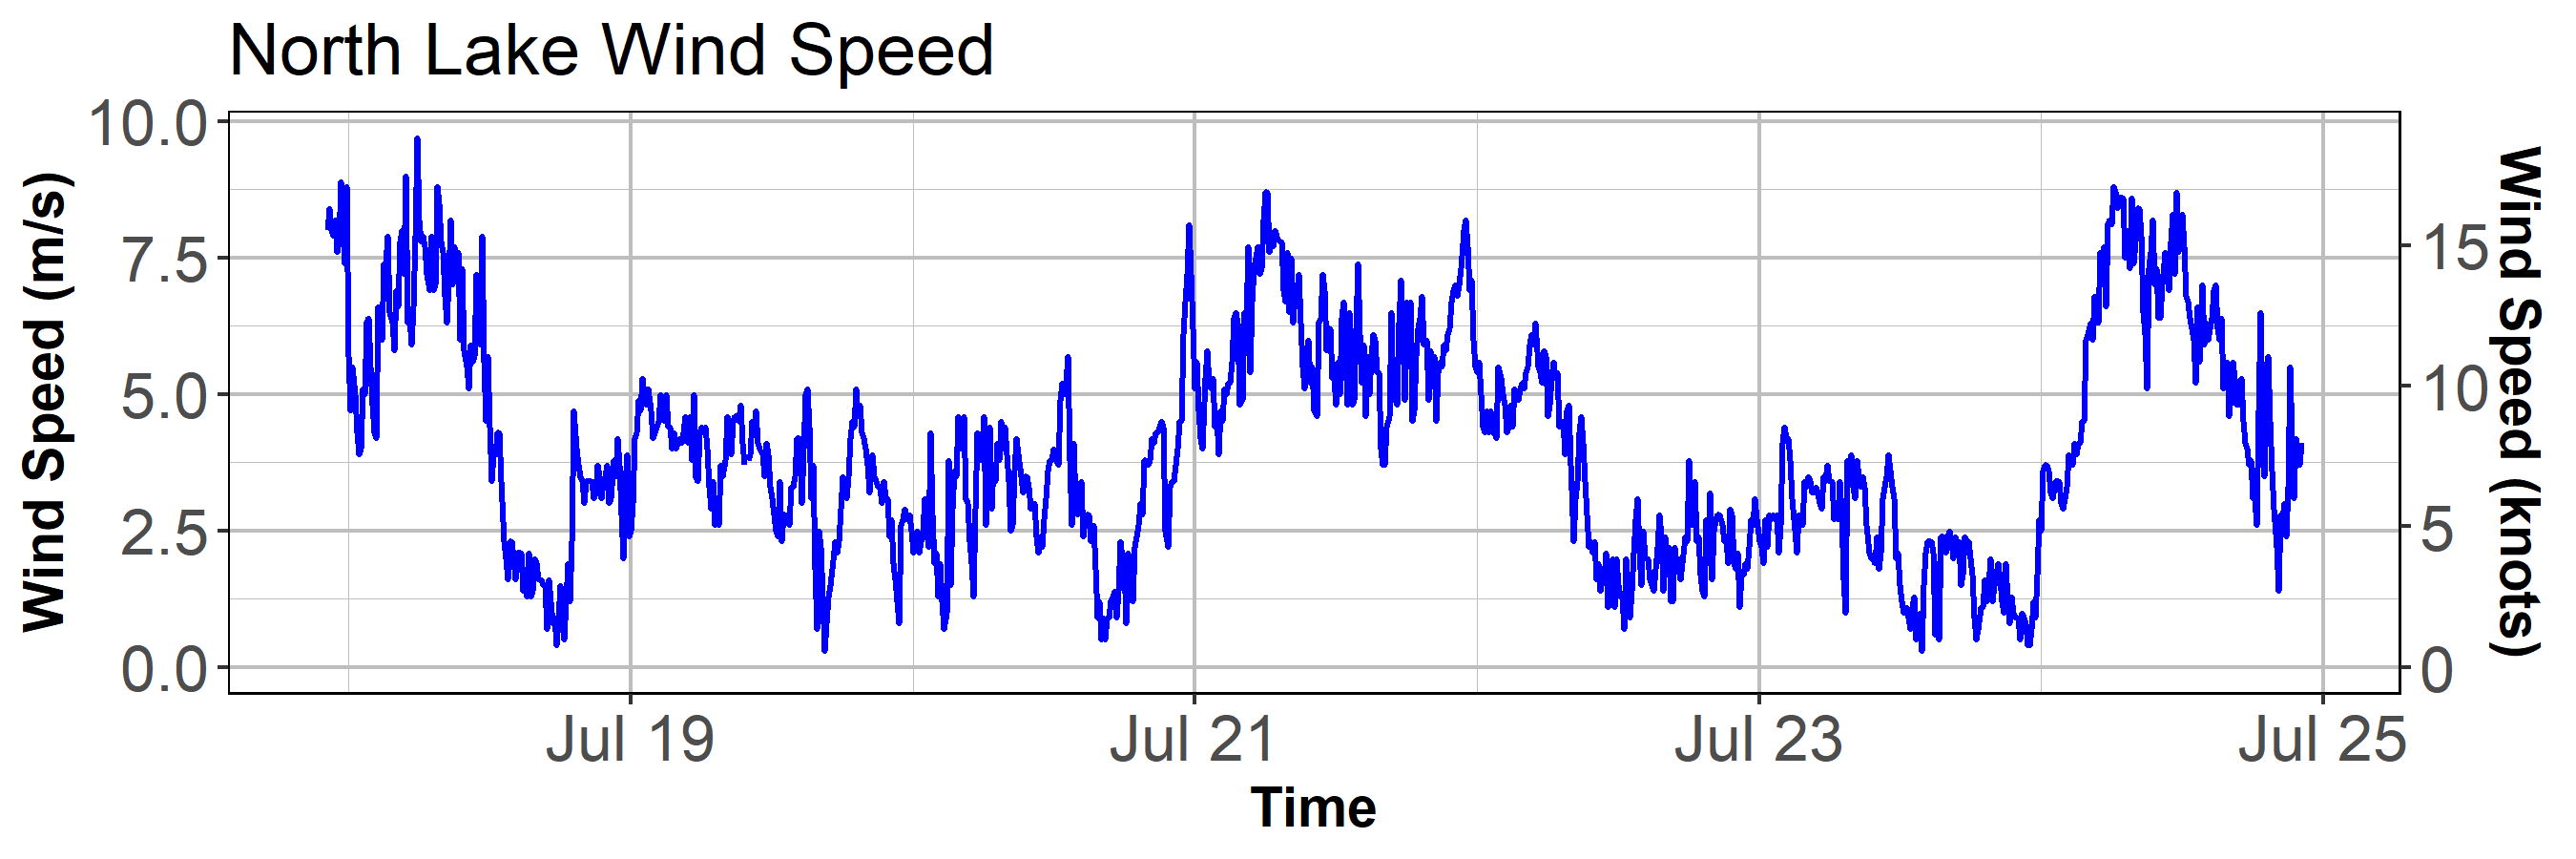 North Lake Wind Speed
Wind Speed (m/s)
10.0
7.5
5.0
2.5
0.0
Wind Speed (knots)
15
10
5
0
Jul 19
Jul 21
Jul 23
Jul 25
Time